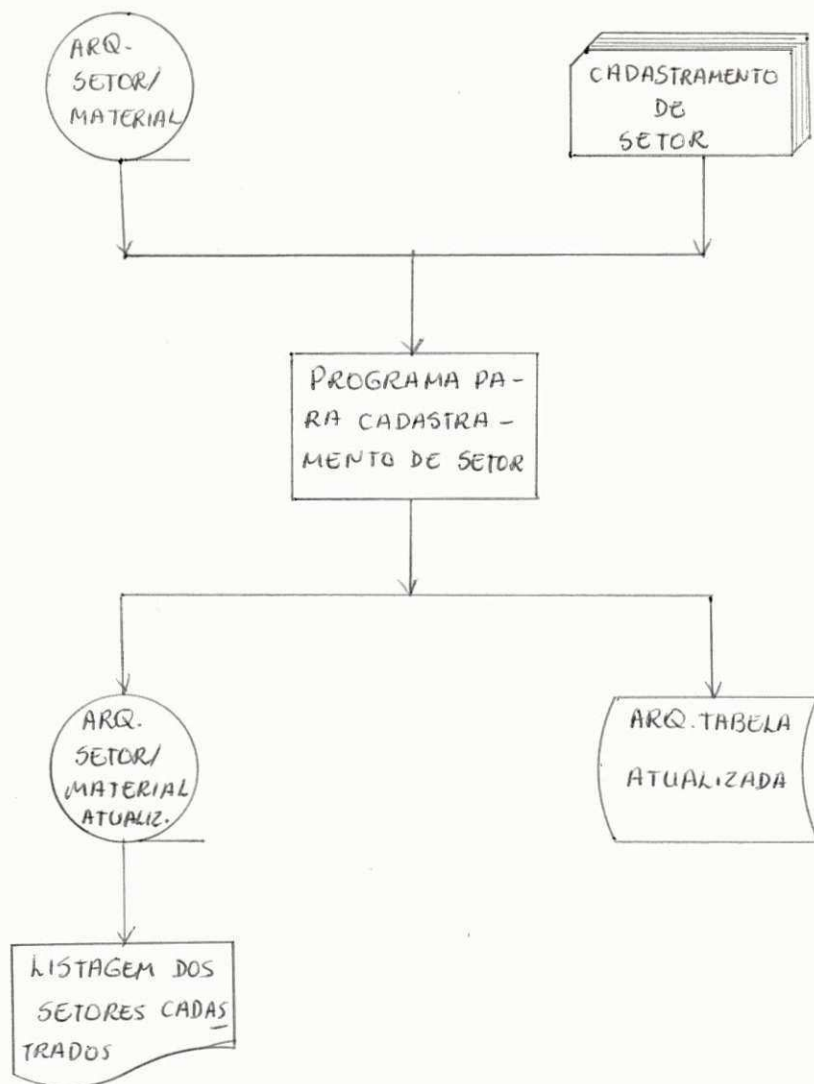 ARQ-
SETOR/
MATERIAL
CADASTRAMENTO
DE
SETOR
PROGRAMA PA-
RA CADASTRA-
MENTO DE SETOR
ARQ.
SETOR/
MATERIAL
ATUALIZ.
ARQ. TABELA
ATUALIZADA
LISTAGEM DOS
SETORES CADAS
TRADOS